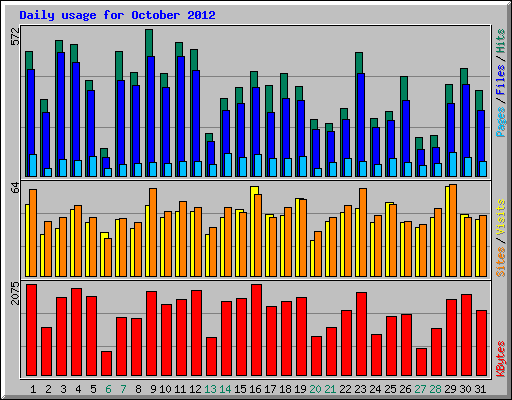 Daily usage for October 2012
572
Pages / Files / Hits
64
Sites / Visits
2075
KBytes
1 2 3 4 5 6 7 8 9 10 11 12 13 14 15 16 17 18 19 20 21 22 23 24 25 26 27 28 29 30 31